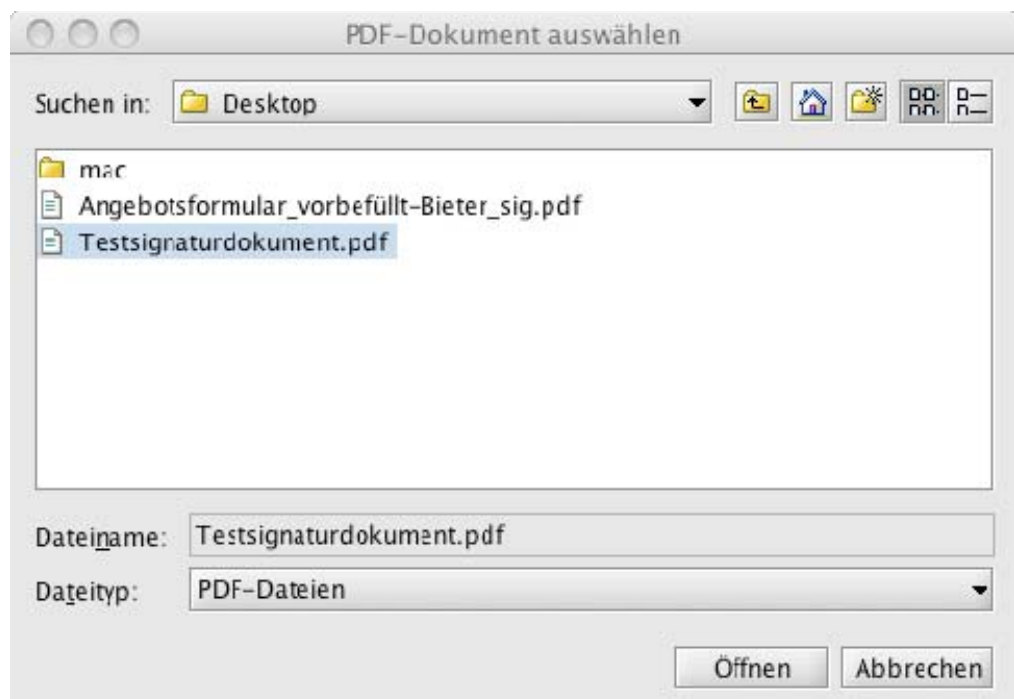 PDF-Dokument auswählen
Suchen in: Desktop
mac
Angebotsformular_vorbefüllt-Bieter_sig.pdf
Testsignaturdokument.pdf
Dateiname: Testsignaturdokument.pdf
Dateityp: PDF-Dateien
Öffnen Abbrechen